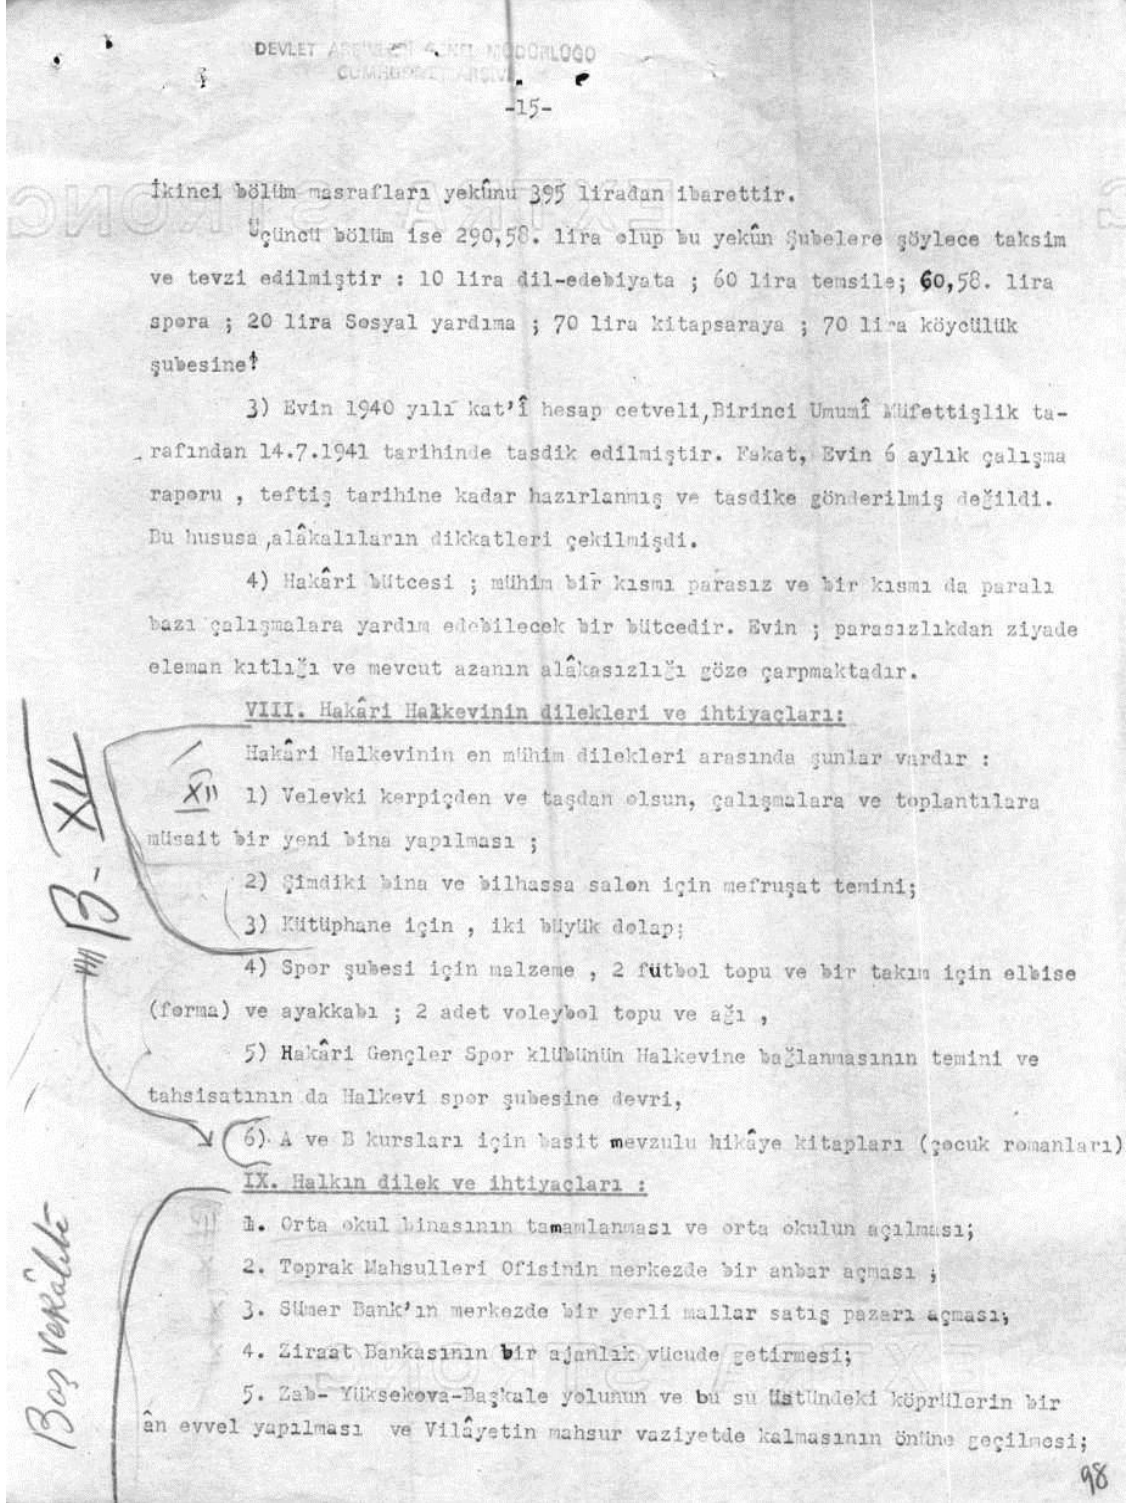 DEVLET ARŞİVLERİ GENEL MÜDÜRLÜĞÜ
CUMHURİYET ARŞİVİ
-15-
İkinci bölüm masrafları yekûnu 395 liradan ibarettir.
Üçüncü bölüm ise 290,58. lira olup bu yekûn Şubelere şöylece taksim
ve tevzi edilmiştir : 10 lira dil-edebiyata ; 60 lira temsile; 60,58. lira
spora ; 20 lira Sosyal yardıma ; 70 lira kitapsaraya ; 70 lira köycülük
şubesine!
3) Evin 1940 yılı kat'î hesap cetveli,Birinci Umumî Müfettişlik ta-
rafından 14.7.1941 tarihinde tasdik edilmiştir. Fakat, Evin 6 aylık çalışma
raporu , teftiş tarihine kadar hazırlanmış ve tasdike gönderilmiş değildi.
Bu hususa,alâkalıların dikkatleri çekilmişdi.
4) Hakâri bütcesi ; mühim bir kısmı parasız ve bir kısmı da paralı
bazı çalışmalara yardım edebilecek bir bütcedir. Evin ; parasızlıkdan ziyade
eleman kıtlığı ve mevcut azanın alâkasızlığı göze çarpmaktadır.
VIII. Hakâri Halkevinin dilekleri ve ihtiyaçları:
Hakâri Halkevinin en mühim dilekleri arasında şunlar vardır :
XII 1) Velevki kerpiçden ve taşdan olsun, çalışmalara ve toplantılara
müsait bir yeni bina yapılması ;
B- XII
2) Şimdiki bina ve bilhassa salon için mefruşat temini;
3) Kütüphane için , iki büyük dolap;
4) Spor şubesi için malzeme , 2 fütbol topu ve bir takım için elbise
(forma) ve ayakkabı ; 2 adet voleybol topu ve ağı ,
5) Hakâri Gençler Spor klübünün Halkevine bağlanmasının temini ve
tahsisatının da Halkevi spor şubesine devri,
6). A ve B kursları için basit mevzulu hikâye kitapları (çocuk romanları)
IX. Halkın dilek ve ihtiyaçları :
1. Orta okul binasının tamamlanması ve orta okulun açılması;
2. Toprak Mahsulleri Ofisinin merkezde bir anbar açması ;
3. Sümer Bank'ın merkezde bir yerli mallar satış pazarı açması;
4. Ziraat Bankasının bir ajanlık vücude getirmesi;
Baş Vekâlete
5. Zab- Yüksekova-Başkale yolunun ve bu su üstündeki köprülerin bir
ân evvel yapılması ve Vilâyetin mahsur vaziyetde kalmasının önüne geçilmesi;
98